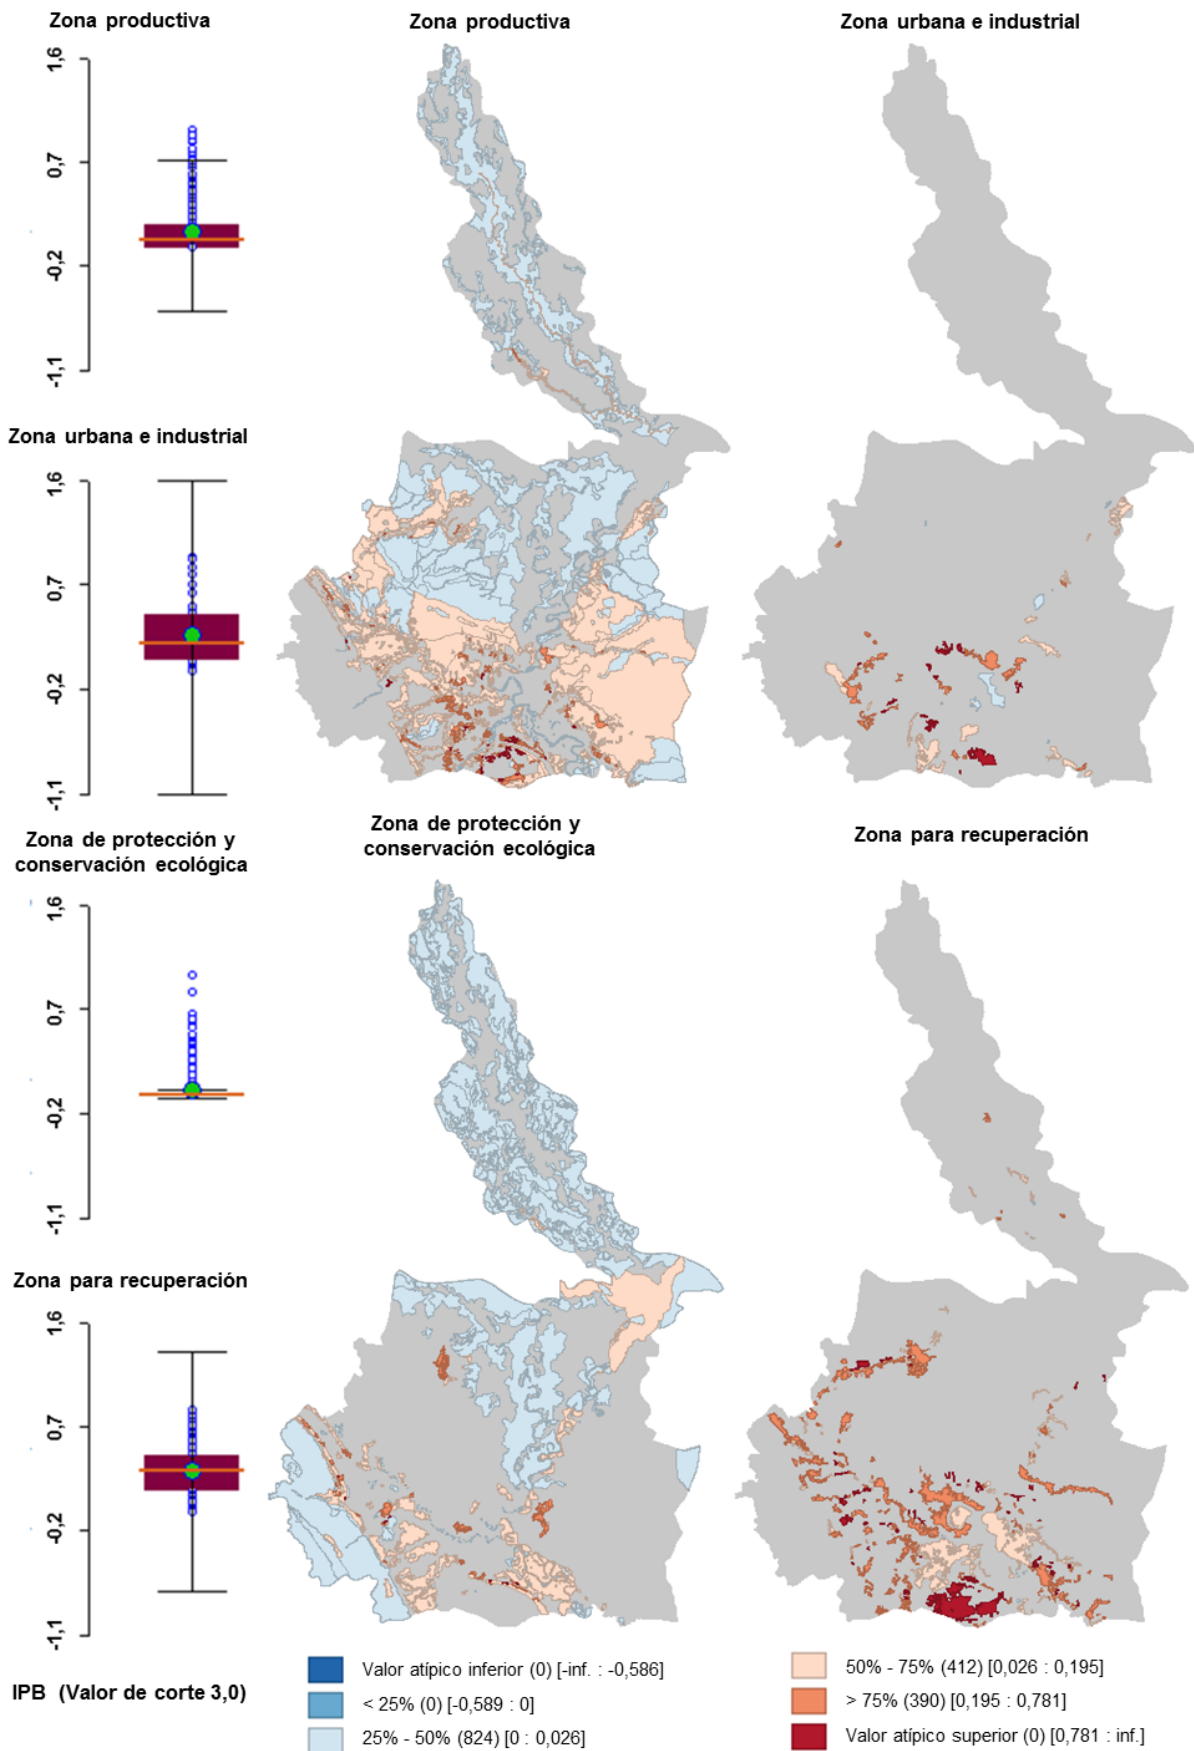 Zona productiva
Zona productiva
Zona urbana e industrial
1,6
0,7
-0,2
-1,1
Zona urbana e industrial
1,6
0,7
-0,2
-1,1
Zona de protección y
conservación ecológica
Zona de protección y
conservación ecológica
Zona para recuperación
1,6
0,7
-0,2
-1,1
Zona para recuperación
1,6
0,7
-0,2
-1,1
IPB (Valor de corte 3,0)
Valor atípico inferior (0) [-inf. : -0,586]
< 25% (0) [-0,589 : 0]
25% - 50% (824) [0 : 0,026]
50% - 75% (412) [0,026 : 0,195]
> 75% (390) [0,195 : 0,781]
Valor atípico superior (0) [0,781 : inf.]